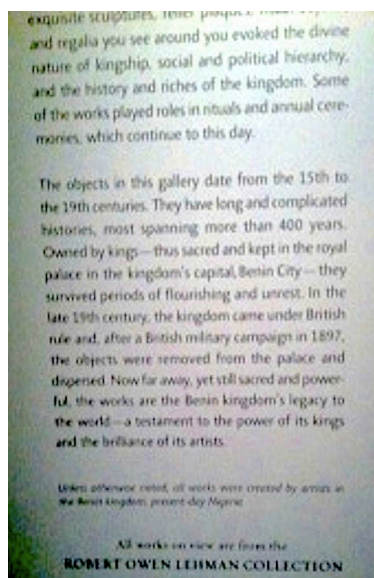 exquisite sculptures, relief plaques,
and regalia you see around you evoked the divine
nature of kingship, social and political hierarchy,
and the history and riches of the kingdom. Some
of the works played roles in rituals and annual cere-
monies, which continue to this day.
The objects in this gallery date from the 15th to
the 19th centuries. They have long and complicated
histories, most spanning more than 400 years.
Owned by kings—thus sacred and kept in the royal
palace in the kingdom's capital, Benin City—they
survived periods of flourishing and unrest. In the
late 19th century, the kingdom came under British
rule and, after a British military campaign in 1897,
the objects were removed from the palace and
dispersed. Now far away, yet still sacred and power-
ful, the works are the Benin kingdom's legacy to
the world—a testament to the power of its kings
and the brilliance of its artists.
Unless otherwise noted, all works were created by artists in
the Benin kingdom, present-day Nigeria.
All works on view are from the
ROBERT OWEN LEHMAN COLLECTION